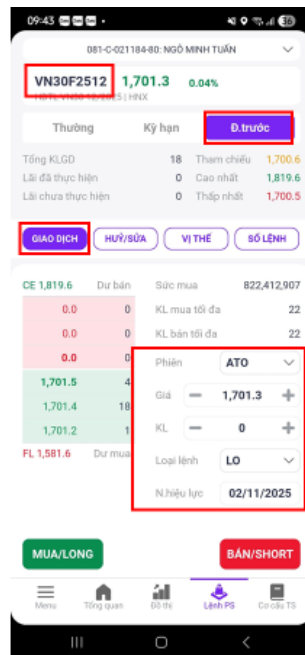 09:43
081-C-021184-80: NGÔ MINH TUẤN
VN30F2512 1,701.3 0.04%
HĐTL VN30 12/2025 | HNX
Thường Kỳ hạn Đ.trước
Tổng KLGD 18 Tham chiếu 1,700.6
Lãi đã thực hiện 0 Cao nhất 1,819.6
Lãi chưa thực hiện 0 Thấp nhất 1,700.5
GIAO DỊCH HUỶ/SỬA VỊ THẾ SỔ LỆNH
CE 1,819.6 Dư bán Sức mua 822,412,907
0.0 0 KL mua tối đa 22
0.0 0 KL bán tối đa 22
0.0 0 Phiên ATO
1,701.5 4 Giá 1,701.3
1,701.4 18
1,701.2 1 KL 0
FL 1,581.6 Dư mua Loại lệnh LO
N.hiệu lực 02/11/2025
MUA/LONG BÁN/SHORT
Menu Tổng quan Đồ thị Lệnh PS Cơ cấu TS